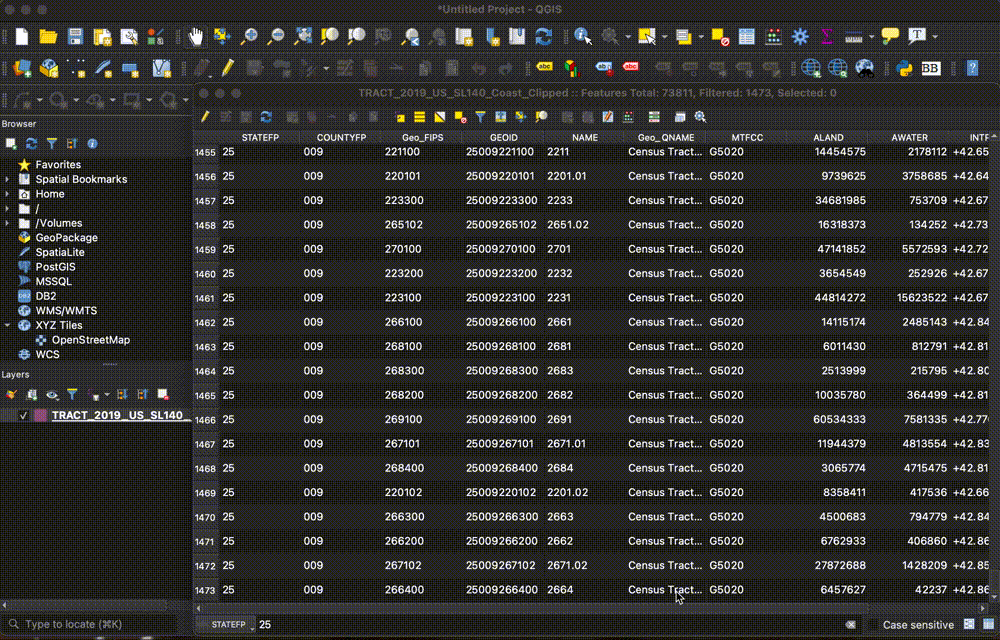 *Untitled Project - QGIS
TRACT_2019_US_SL140_Coast_Clipped :: Features Total: 73811, Filtered: 1473, Selected: 0
Browser
Favorites
Spatial Bookmarks
Home
/
/Volumes
GeoPackage
SpatiaLite
PostGIS
MSSQL
DB2
WMS/WMTS
XYZ Tiles
OpenStreetMap
WCS
Layers
TRACT_2019_US_SL140_
STATEFP COUNTYFP Geo_FIPS GEOID NAME Geo_QNAME MTFCC ALAND AWATER INTP
1455 25 009 221100 25009221100 2211 Census Tract... G5020 14454575 2178112 +42.65
1456 25 009 220101 25009220101 2201.01 Census Tract... G5020 9739625 3758685 +42.64
1457 25 009 223300 25009223300 2233 Census Tract... G5020 34681985 753709 +42.67
1458 25 009 265102 25009265102 2651.02 Census Tract... G5020 16318373 134252 +42.73
1459 25 009 270100 25009270100 2701 Census Tract... G5020 47141852 5572593 +42.72
1460 25 009 223200 25009223200 2232 Census Tract... G5020 3654549 252926 +42.67
1461 25 009 223100 25009223100 2231 Census Tract... G5020 44814272 15623522 +42.67
1462 25 009 266100 25009266100 2661 Census Tract... G5020 14115174 2485143 +42.84
1463 25 009 268100 25009268100 2681 Census Tract... G5020 6011430 812791 +42.81
1464 25 009 268300 25009268300 2683 Census Tract... G5020 2513999 215795 +42.80
1465 25 009 268200 25009268200 2682 Census Tract... G5020 10035780 364499 +42.81
1466 25 009 269100 25009269100 2691 Census Tract... G5020 60534333 7581335 +42.77
1467 25 009 267101 25009267101 2671.01 Census Tract... G5020 11944379 4813554 +42.83
1468 25 009 268400 25009268400 2684 Census Tract... G5020 3065774 4715475 +42.81
1469 25 009 220102 25009220102 2201.02 Census Tract... G5020 8358411 417536 +42.66
1470 25 009 266300 25009266300 2663 Census Tract... G5020 4500683 794779 +42.84
1471 25 009 266200 25009266200 2662 Census Tract... G5020 6762933 406860 +42.86
1472 25 009 267102 25009267102 2671.02 Census Tract... G5020 27872688 1428209 +42.85
1473 25 009 266400 25009266400 2664 Census Tract... G5020 6457627 42237 +42.86
Type to locate (⌘K)
STATEFP 25 Case sensitive